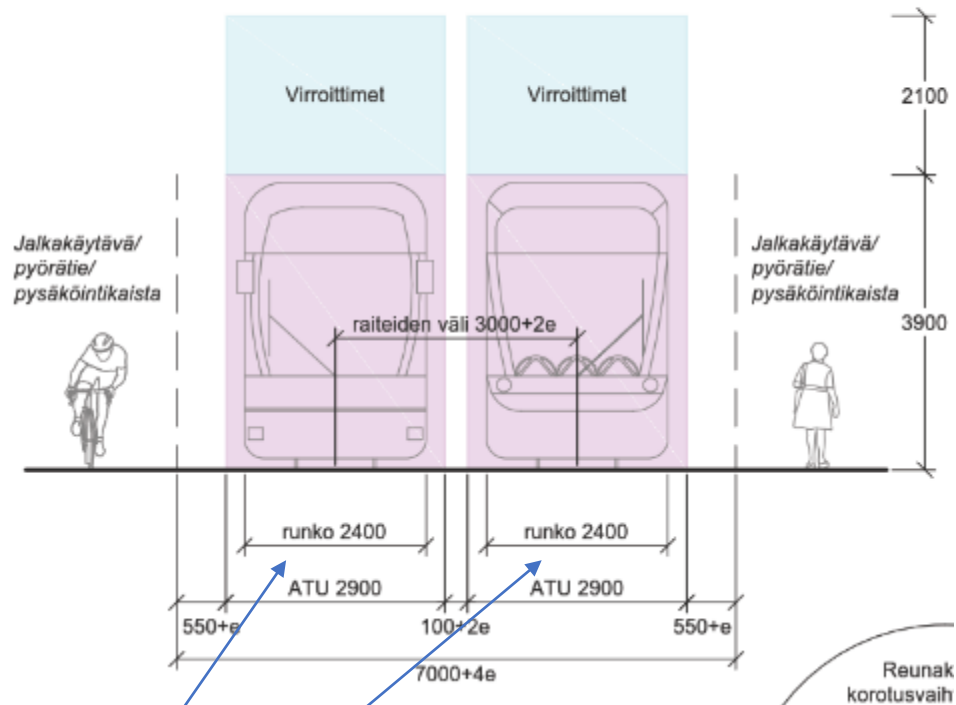 Virroittimet
Virroittimet
2100
Jalkakäytävä/
pyörätie/
pysäköintikaista
Jalkakäytävä/
pyörätie/
pysäköintikaista
raiteiden väli 3000+2e
3900
runko 2400
runko 2400
ATU 2900
ATU 2900
550+e
100+2e
550+e
7000+4e
Reunak
korotusvaih